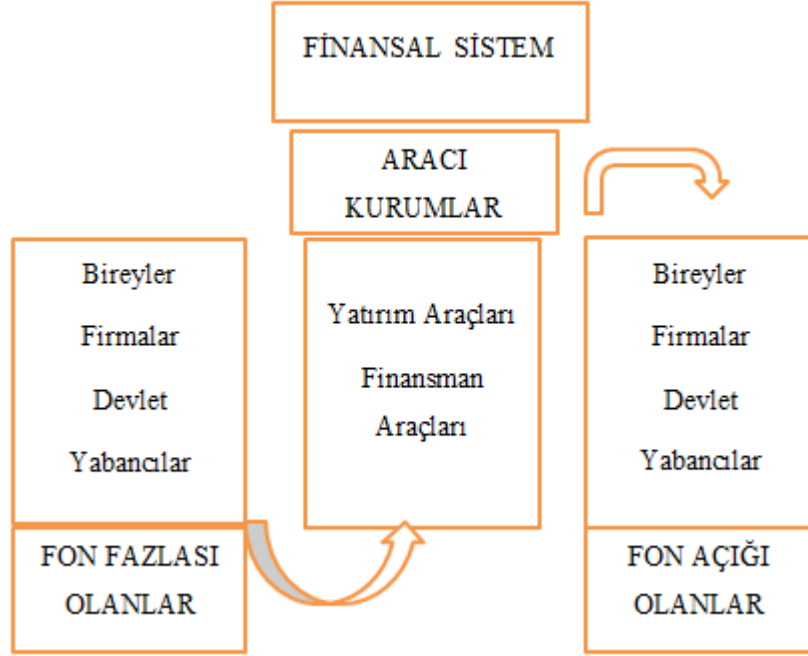 FİNANSAL SİSTEM
ARACI
KURUMLAR
Bireyler
Firmalar
Devlet
Yabancılar
FON FAZLASI
OLANLAR
Yatırım Araçları
Finansman
Araçları
Bireyler
Firmalar
Devlet
Yabancılar
FON AÇIĞI
OLANLAR